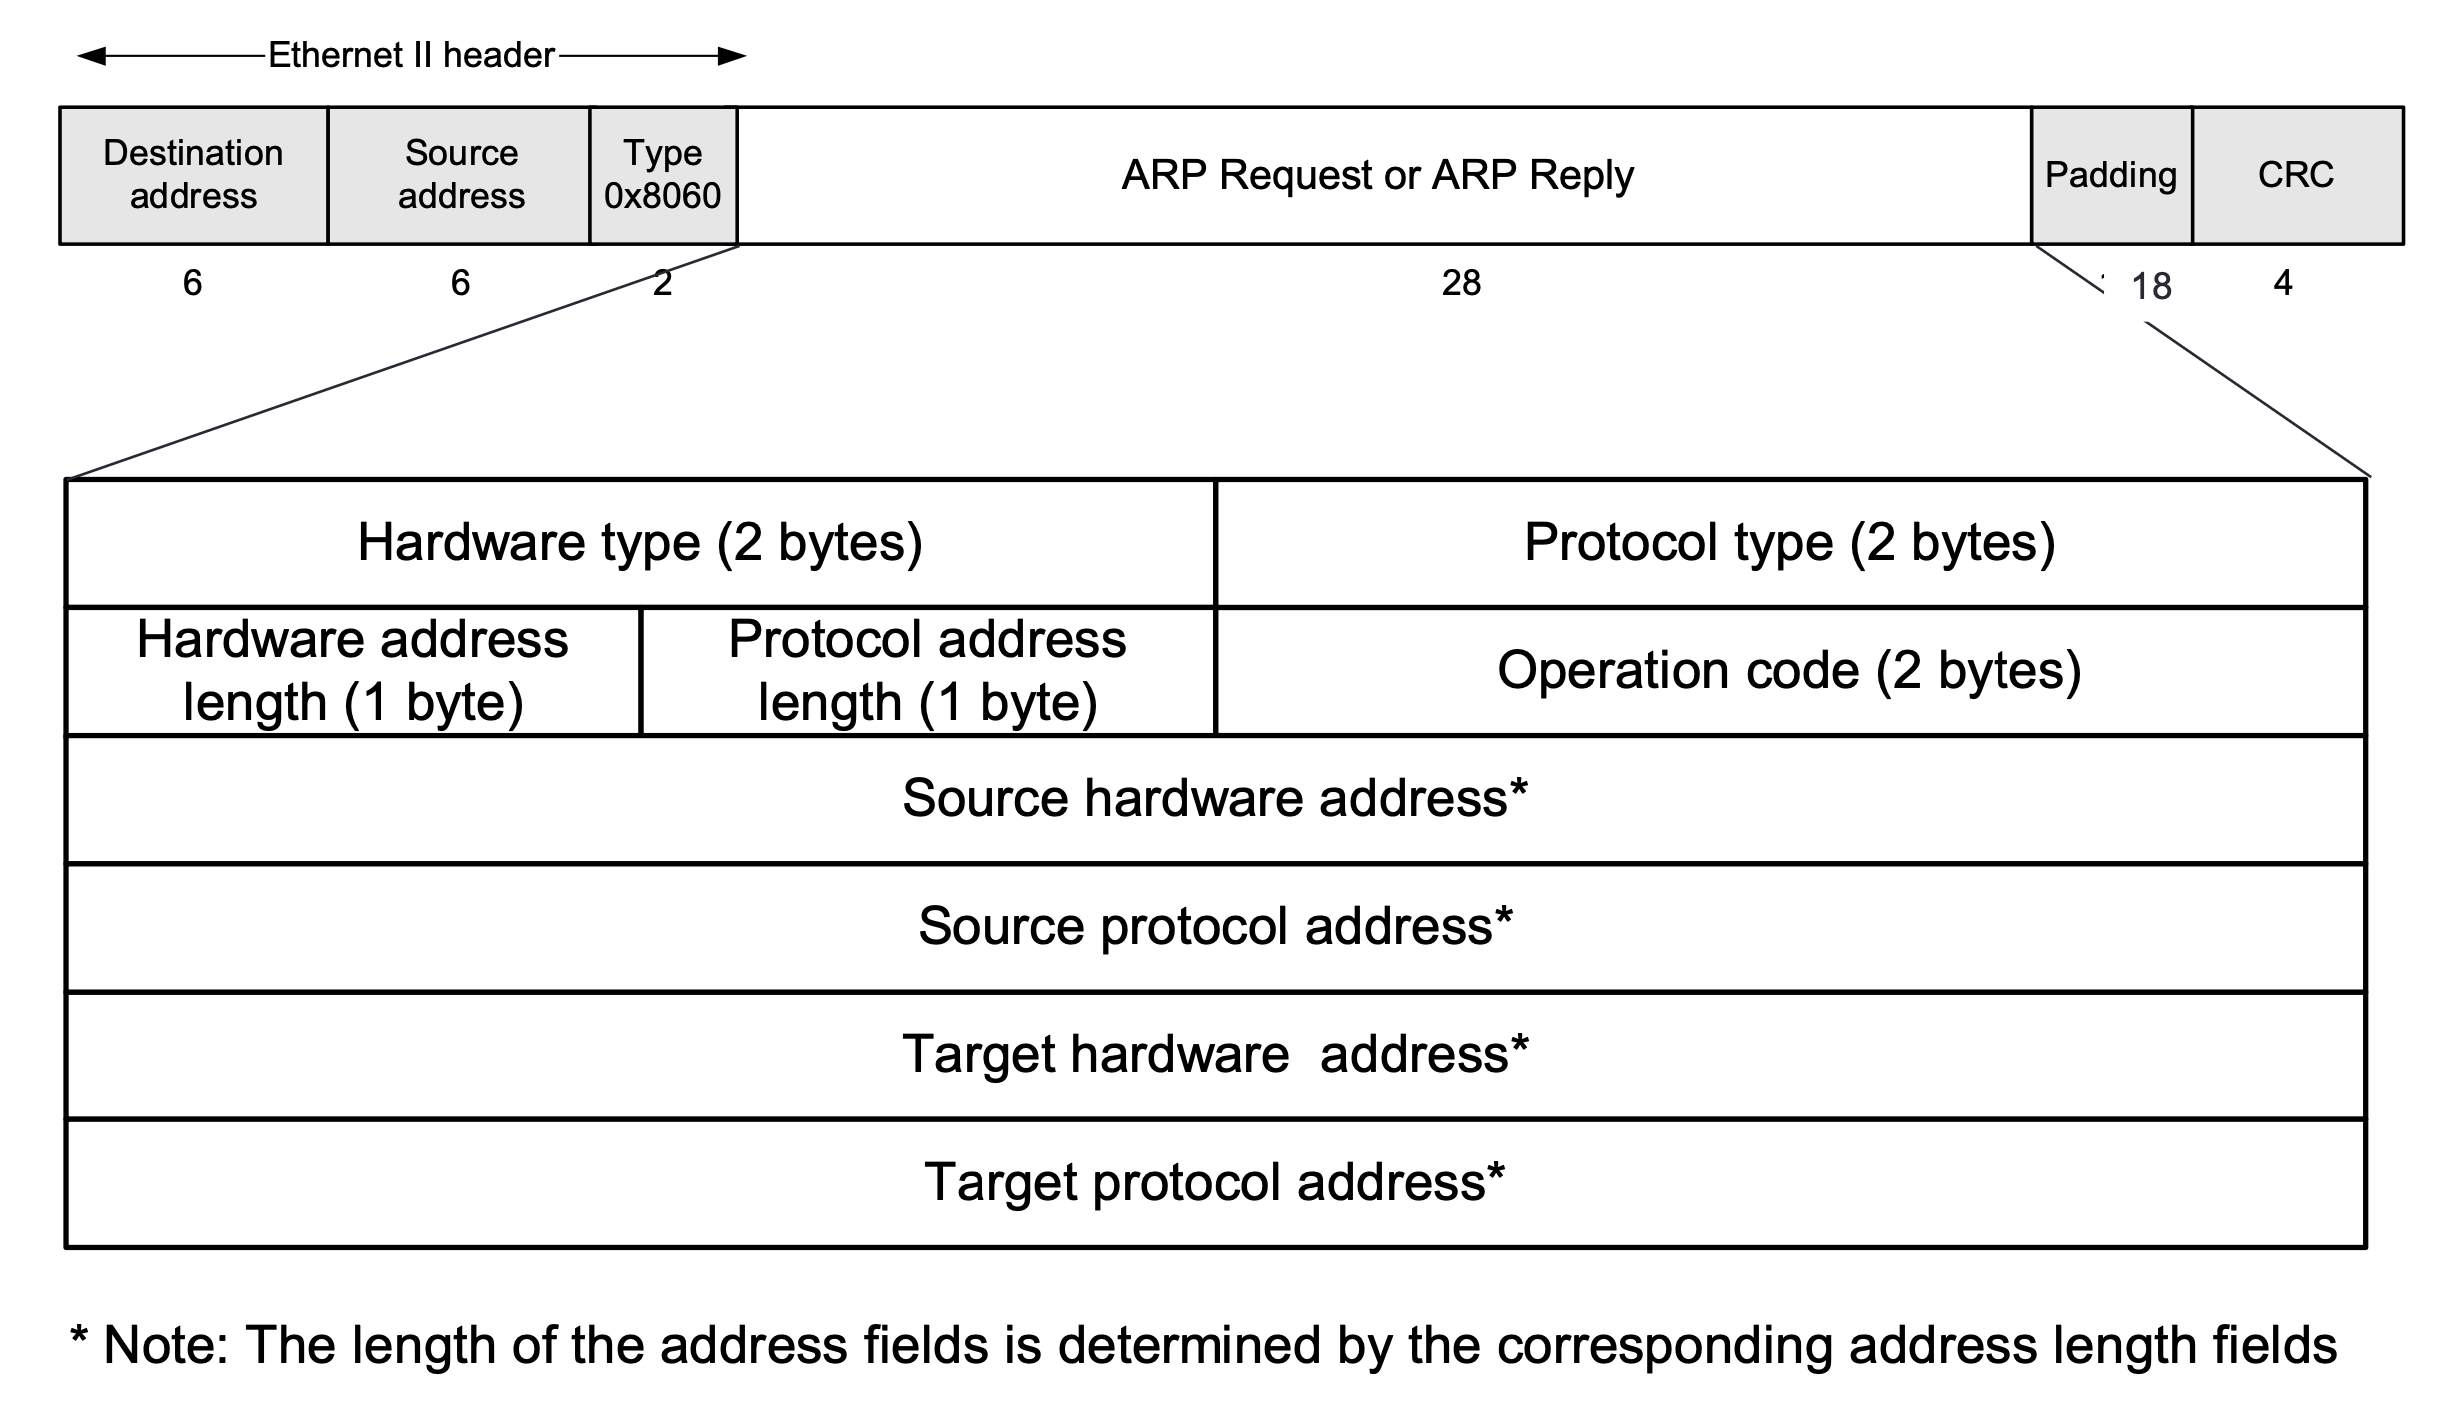 Ethernet II header
Destination
address
Source
address
Type
0x8060
ARP Request or ARP Reply
Padding
CRC
6
6
2
28
18
4
Hardware type (2 bytes)
Protocol type (2 bytes)
Hardware address
length (1 byte)
Protocol address
length (1 byte)
Operation code (2 bytes)
Source hardware address*
Source protocol address*
Target hardware  address*
Target protocol address*
* Note: The length of the address fields is determined by the corresponding address length fields